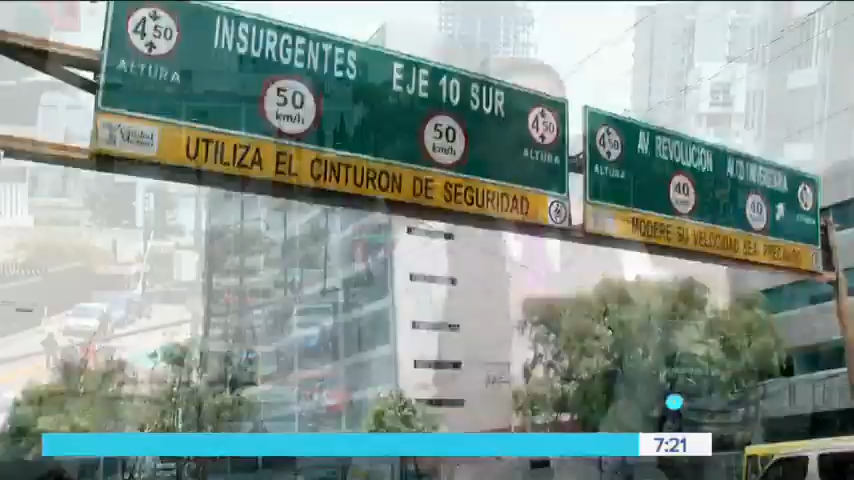 4.50
ALTURA
INSURGENTES
EJE 10 SUR
50
km/h
50
km/h
4.50
ALTURA
UTILIZA EL CINTURON DE SEGURIDAD
4.50
ALTURA
AV. REVOLUCION
40
40
MODERE SU VELOCIDAD
7:21